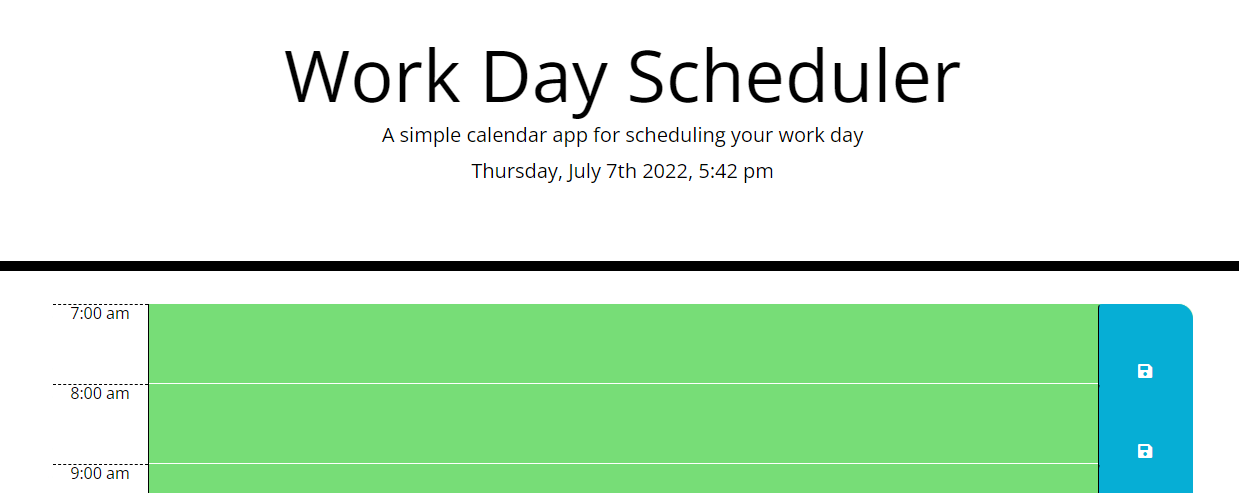 Work Day Scheduler
A simple calendar app for scheduling your work day
Thursday, July 7th 2022, 5:42 pm
7:00 am
8:00 am
9:00 am